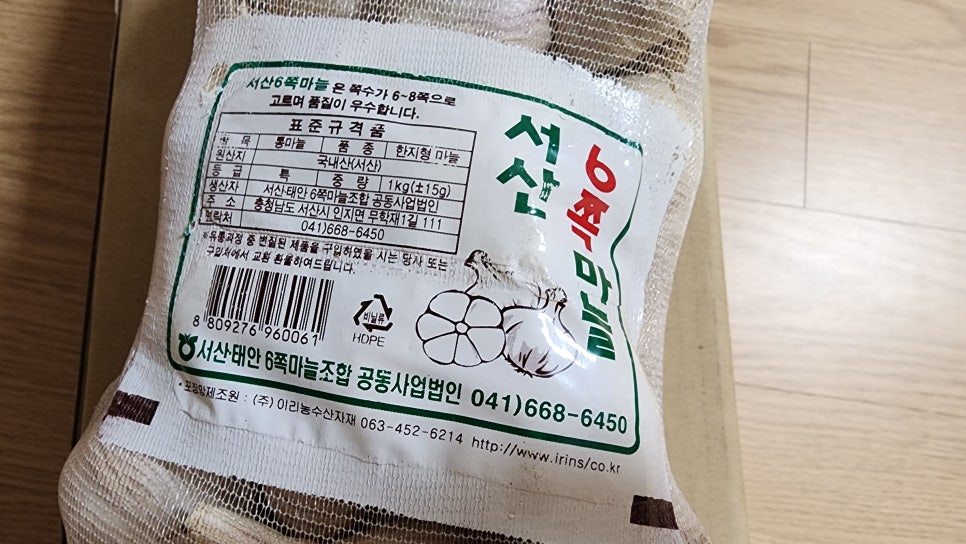 서산6쪽마늘 은 쪽수가 6~8쪽으로
고르며 품질이 우수합니다.
표준규격품
품 목 통마늘 품 종 한지형 마늘
원산지 국내산(서산)
등 급 특 중 량 1kg(±15g)
생산자 서산·태안 6쪽마늘조합 공동사업법인
주 소 충청남도 서산시 인지면 무학재1길 111
연락처 041)668-6450
※유통과정 중 변질된 제품을 구입하였을 시는 당사 또는
구입처에서 교환 환불하여드립니다.
서산
6쪽마늘
8 809276 960061
비닐류
HDPE
서산·태안 6쪽마늘조합 공동사업법인 041)668-6450
*포장악제조원 : (주) 이리농수산자재 063-452-6214 http://www.irins/co.kr